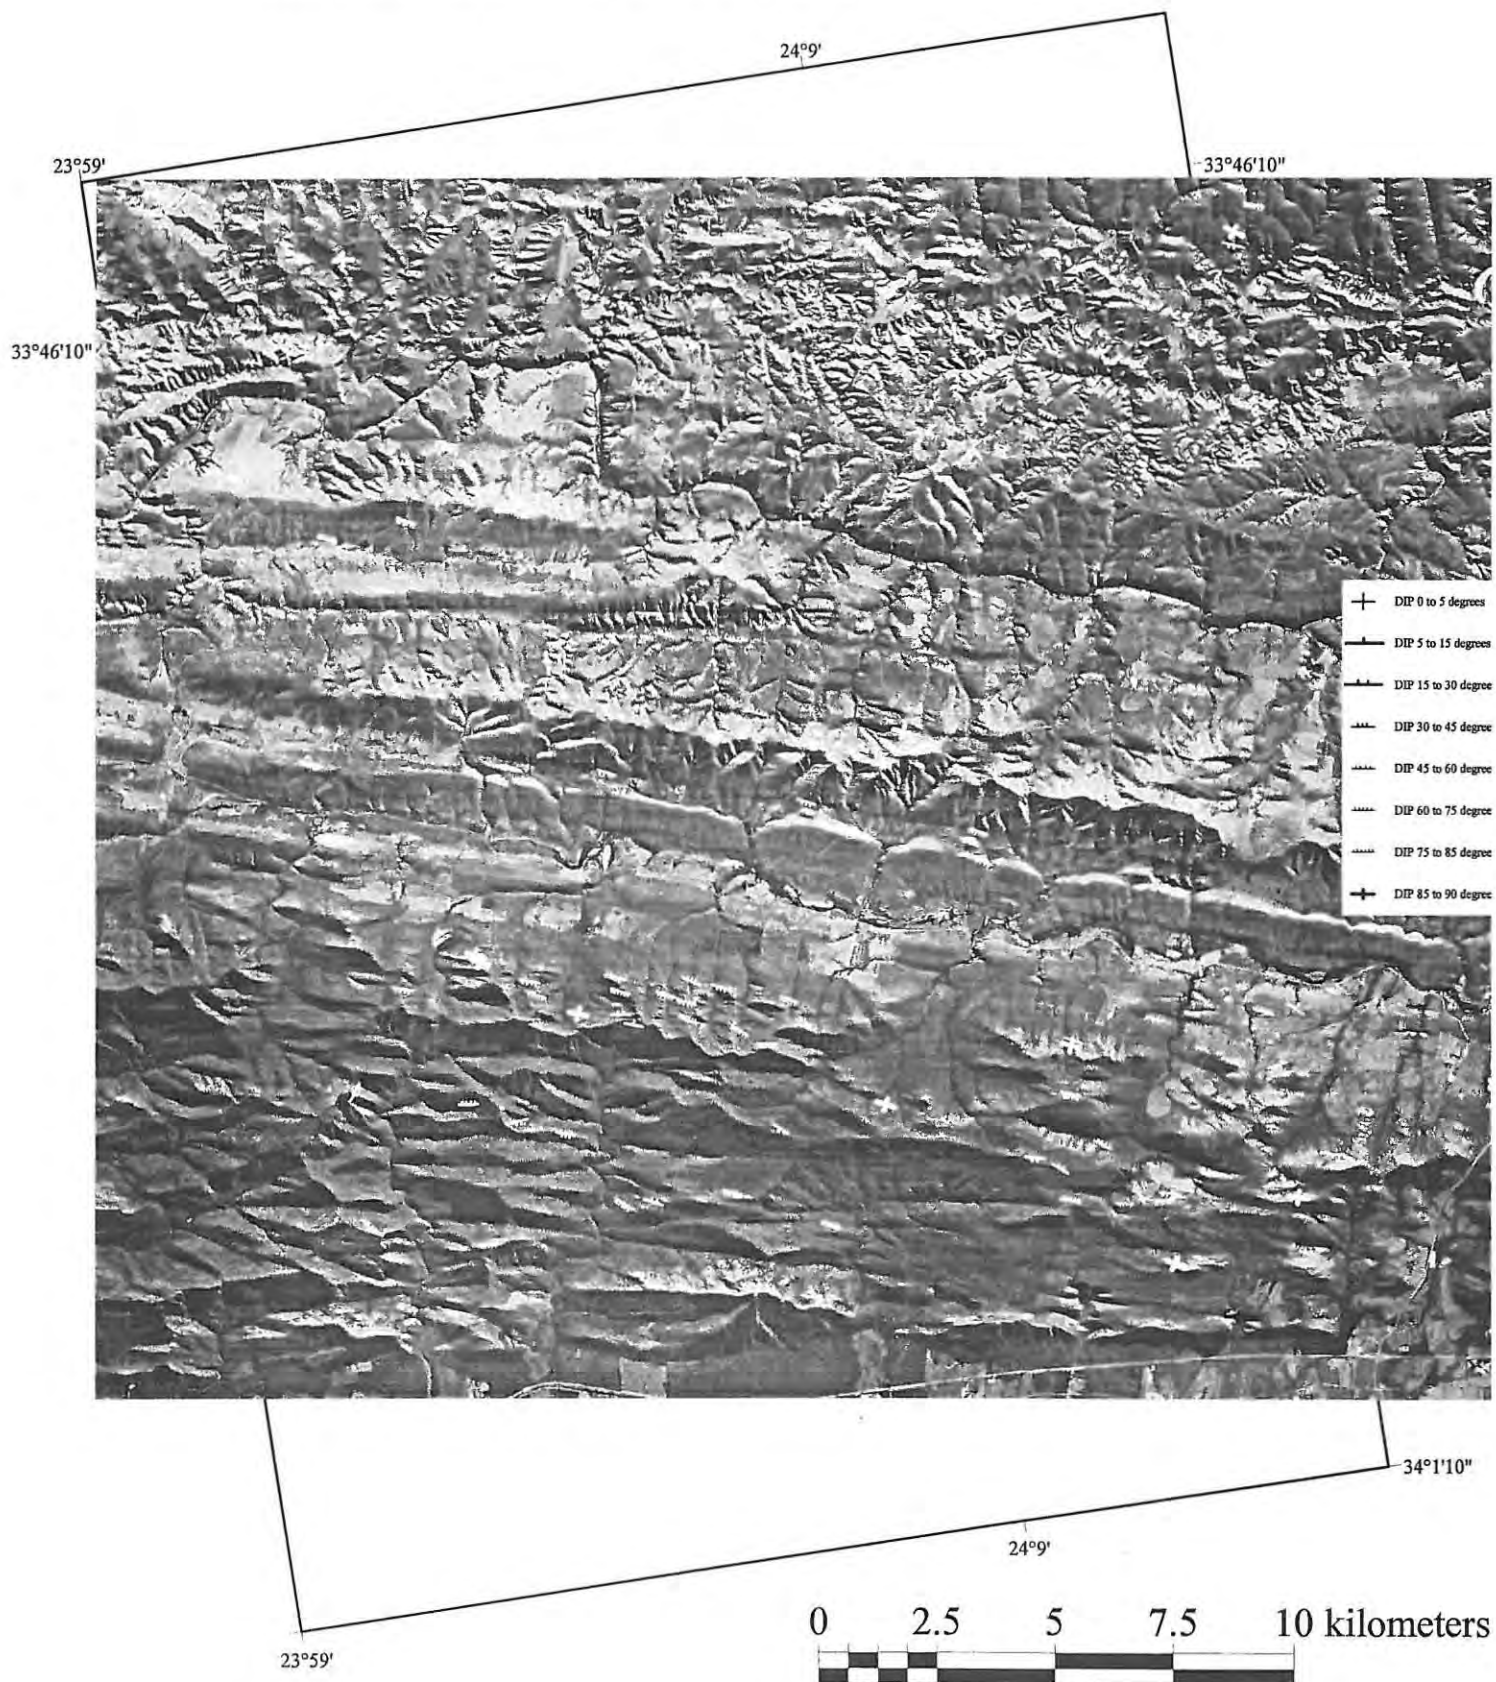 24°9'
23°59'
33°46'10"
33°46'10"
DIP 0 to 5 degrees
DIP 5 to 15 degrees
DIP 15 to 30 degree
DIP 30 to 45 degree
DIP 45 to 60 degree
DIP 60 to 75 degree
DIP 75 to 85 degree
DIP 85 to 90 degree
34°1'10"
24°9'
23°59'
0 2.5 5 7.5 10 kilometers